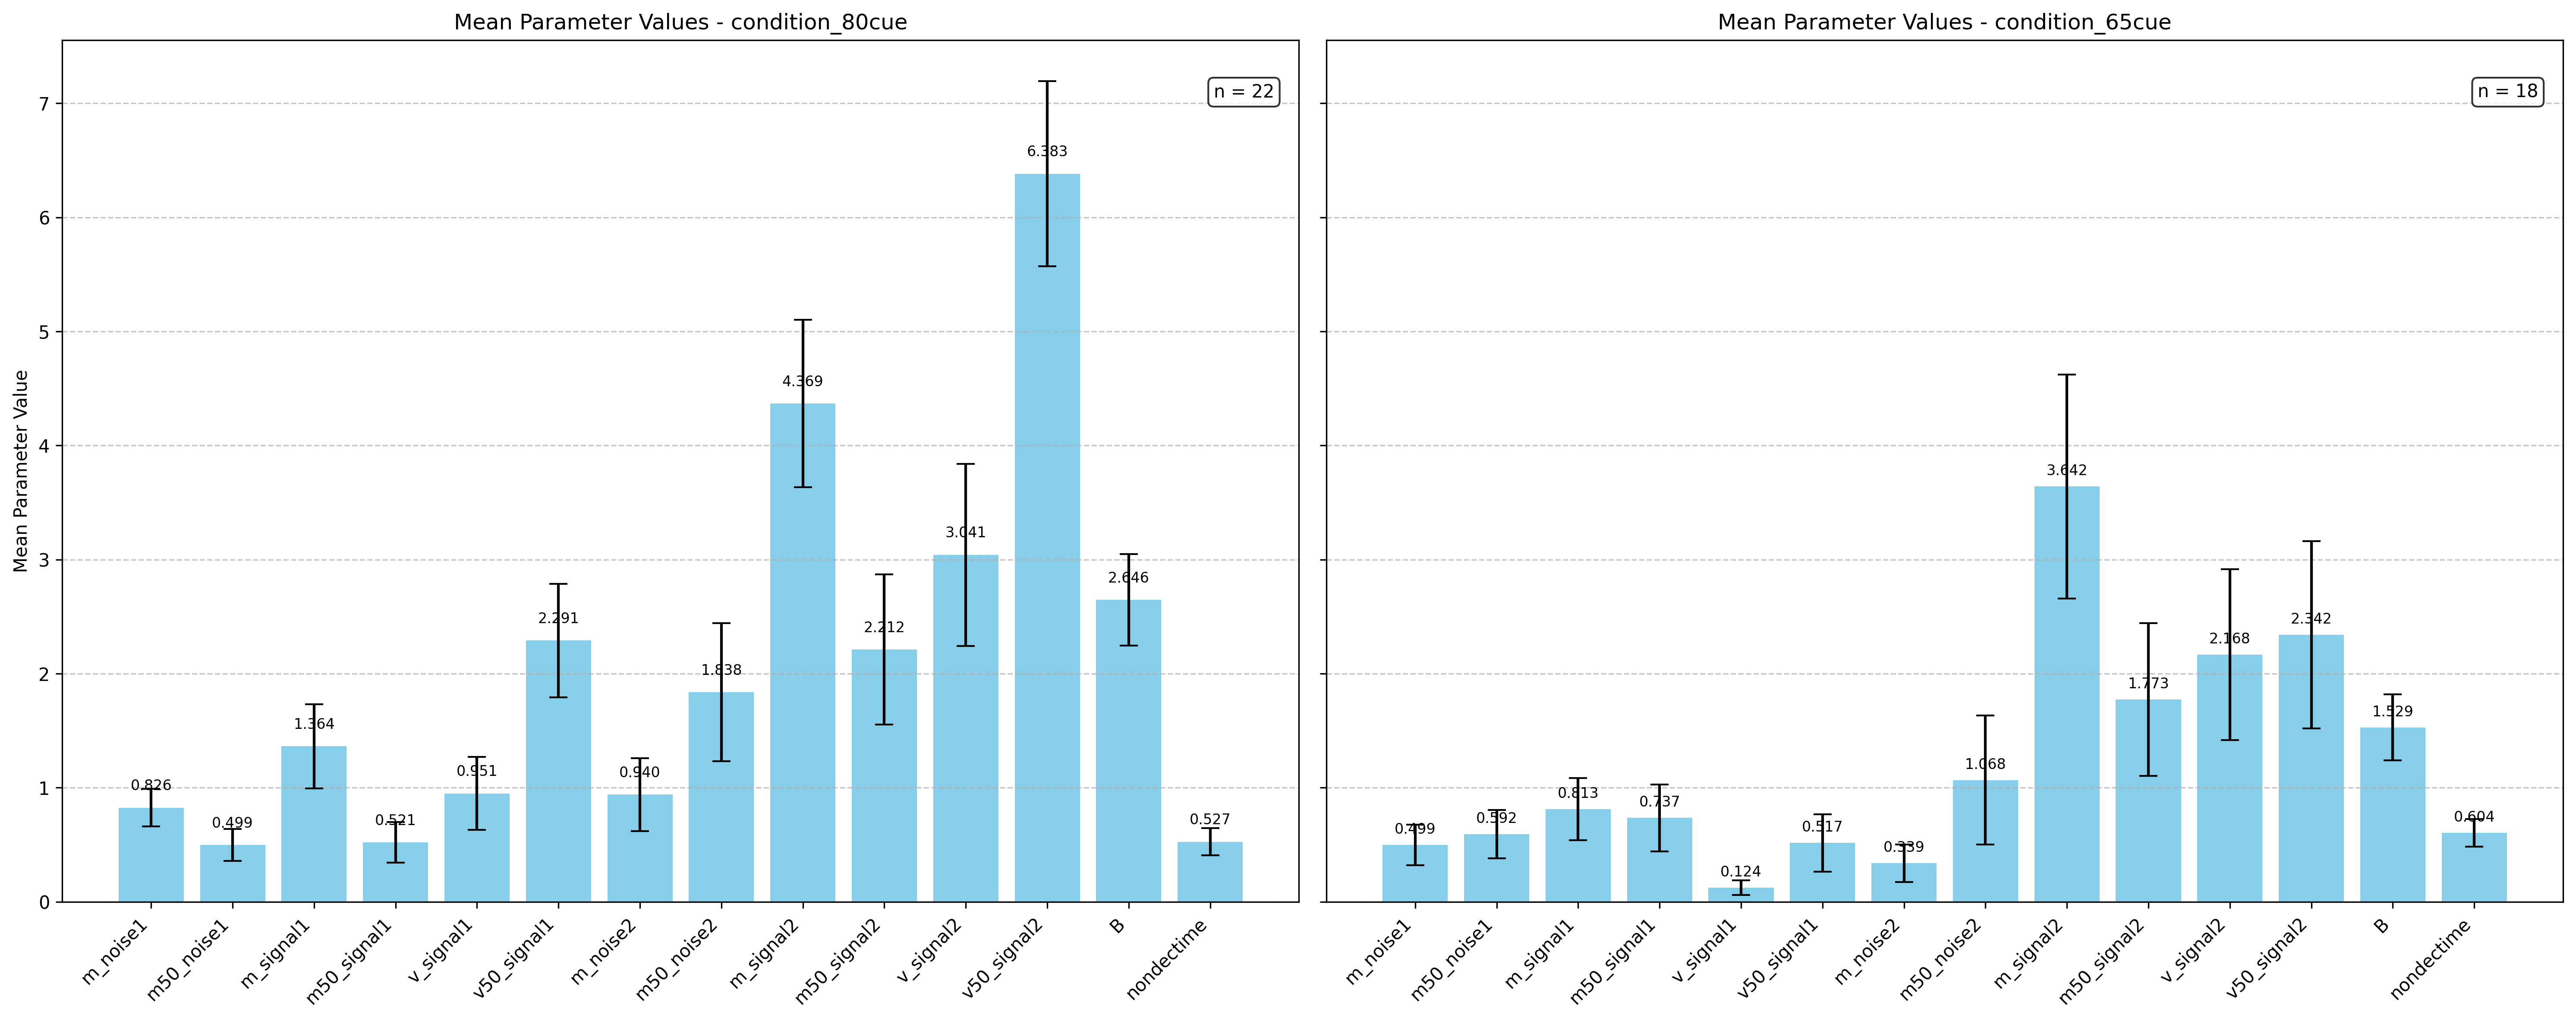 Mean Parameter Values - condition_80cue
Mean Parameter Value
7
6
5
4
3
2
1
0
n = 22
0.826
0.499
1.364
0.521
0.951
2.291
0.940
1.838
4.369
2.212
3.041
6.383
2.646
0.527
m_noise1
m50_noise1
m_signal1
m50_signal1
v_signal1
v50_signal1
m_noise2
m50_noise2
m_signal2
m50_signal2
v_signal2
v50_signal2
B
nondectime
Mean Parameter Values - condition_65cue
n = 18
0.499
0.592
0.813
0.737
0.124
0.517
0.339
1.068
3.642
1.773
2.168
2.342
1.529
0.604
m_noise1
m50_noise1
m_signal1
m50_signal1
v_signal1
v50_signal1
m_noise2
m50_noise2
m_signal2
m50_signal2
v_signal2
v50_signal2
B
nondectime